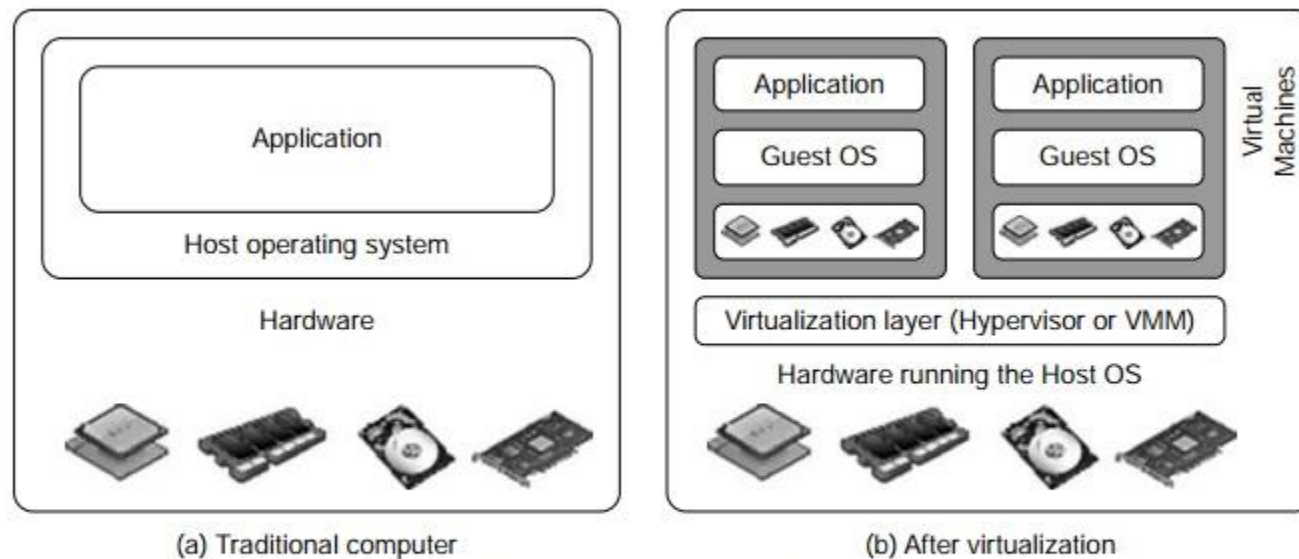 Application
Host operating system
Hardware
(a) Traditional computer
Application
Guest OS
Application
Guest OS
Virtual
Machines
Virtualization layer (Hypervisor or VMM)
Hardware running the Host OS
(b) After virtualization